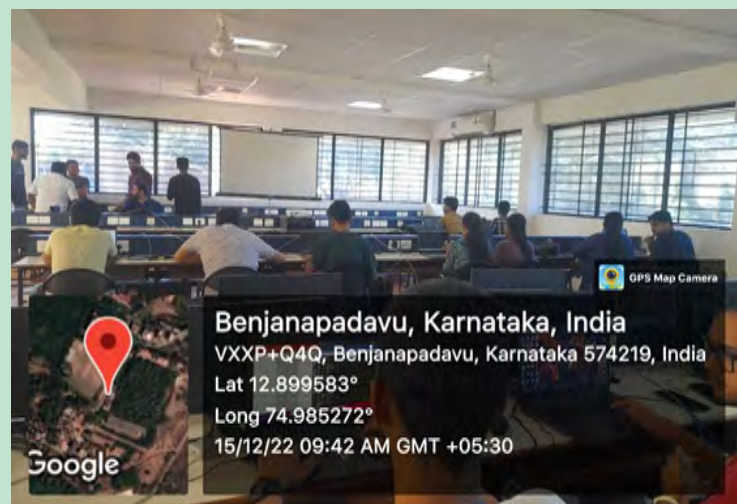 GPS Map Camera
Benjanapadavu, Karnataka, India
VXXP+Q4Q, Benjanapadavu, Karnataka 574219, India
Lat 12.899583°
Long 74.985272°
15/12/22 09:42 AM GMT +05:30
Google